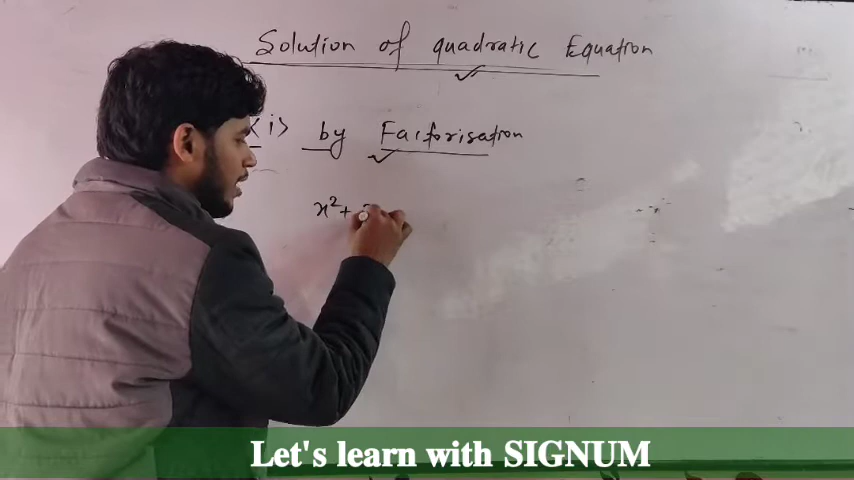 Solution of quadratic Equation
<i> by Factorisation
x²+
Let's learn with SIGNUM